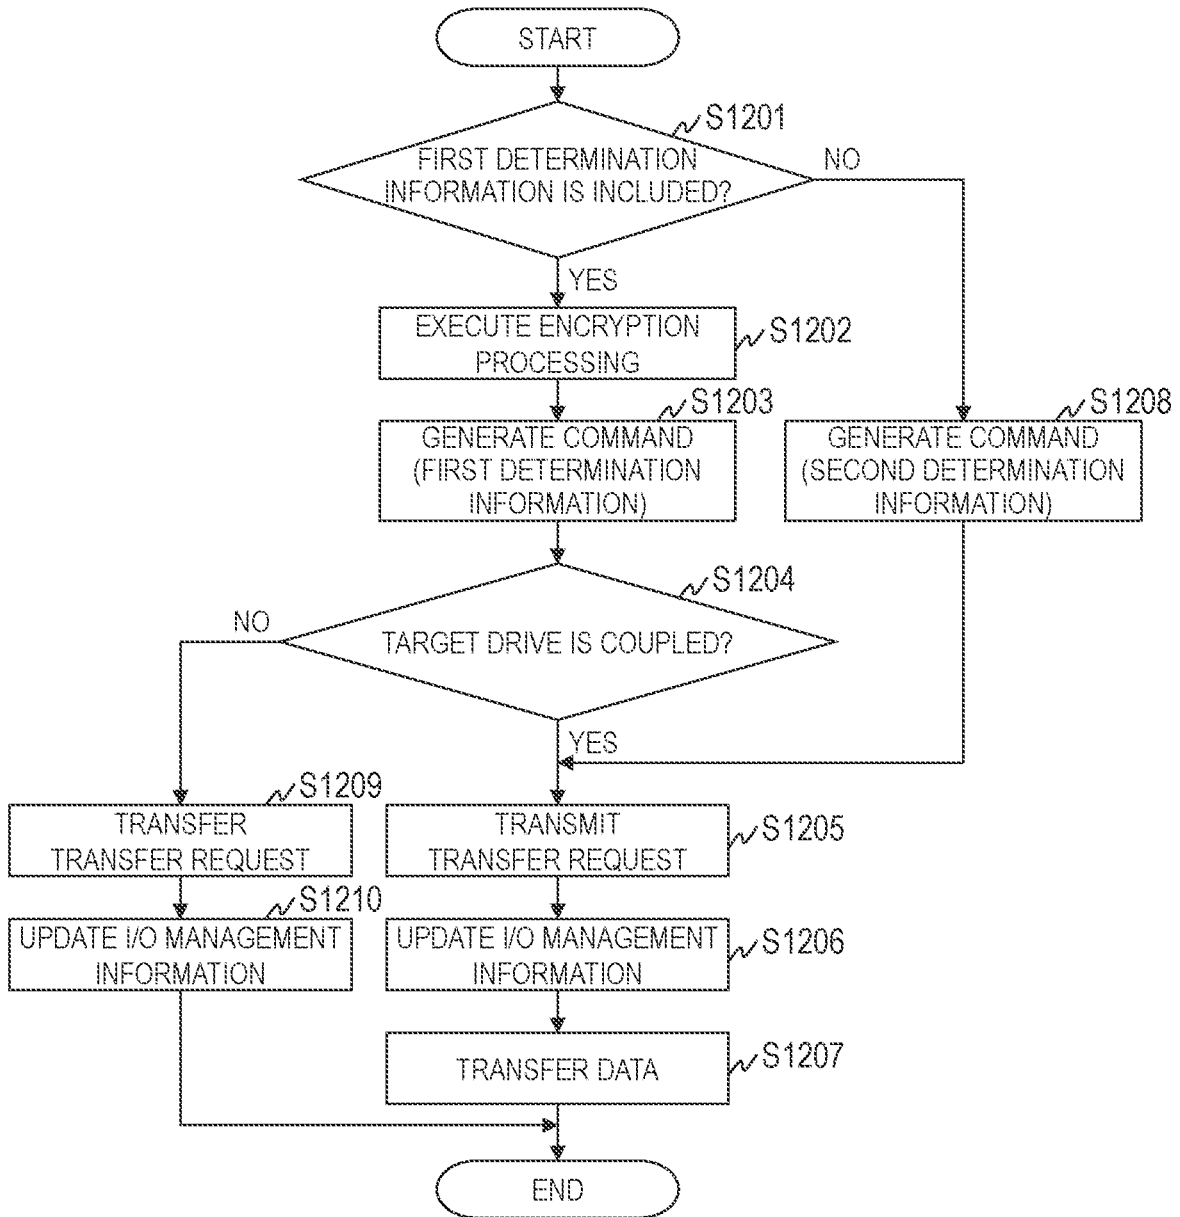 START
S1201
FIRST DETERMINATION
INFORMATION IS INCLUDED?
NO
YES
EXECUTE ENCRYPTION
PROCESSING
S1202
S1203
GENERATE COMMAND
(FIRST DETERMINATION
INFORMATION)
S1208
GENERATE COMMAND
(SECOND DETERMINATION
INFORMATION)
S1204
TARGET DRIVE IS COUPLED?
NO
YES
S1209
TRANSFER
TRANSFER REQUEST
TRANSMIT
TRANSFER REQUEST
S1205
S1210
UPDATE I/O MANAGEMENT
INFORMATION
UPDATE I/O MANAGEMENT
INFORMATION
S1206
TRANSFER DATA
S1207
END